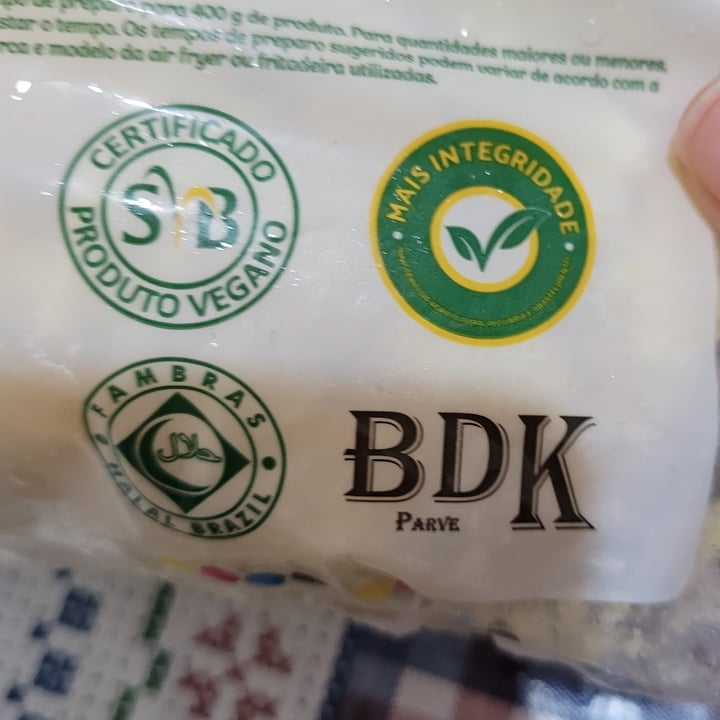 para 400 g de produto. Para quantidades maiores ou menores,
o tempo. Os tempos de preparo sugeridos podem variar de acordo com a
e modelo da air fryer ou fritadeira utilizadas.
CERTIFICADO
SVB
PRODUTO VEGANO
MAIS INTEGRIDADE
FAMBRAS
حلال
HALAL BRAZIL
BDK
PARVE